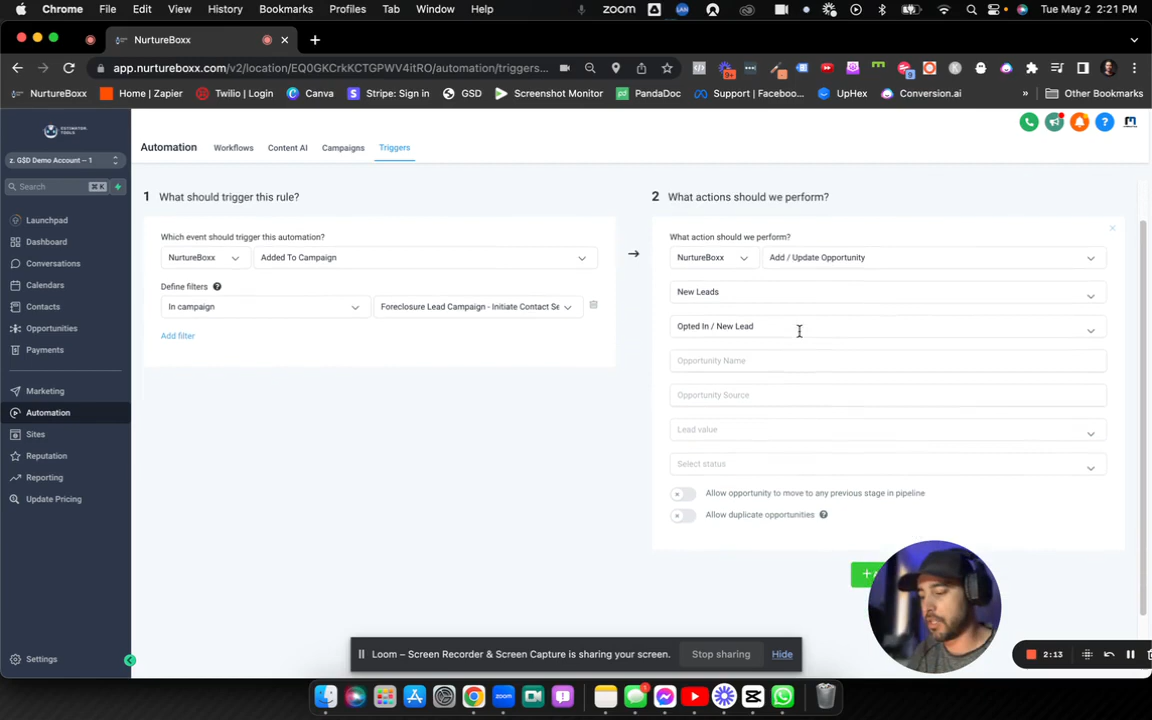 Chrome File Edit View History Bookmarks Profiles Tab Window Help
zoom
LAN
Tue May 2 2:21 PM
NurtureBoxx
app.nurtureboxx.com/v2/location/EQ0GKCrkKCTGPWV4itRO/automation/triggers...
9+
NurtureBoxx
Home | Zapier
Twilio | Login
Canva
Stripe: Sign in
GSD
Screenshot Monitor
PandaDoc
Support | Faceboo...
UpHex
Conversion.ai
»
Other Bookmarks
ESTIMATOR.
TOOLS
z. G$D Demo Account -- 1
Search
⌘K
Launchpad
Dashboard
Conversations
Calendars
Contacts
Opportunities
Payments
Marketing
Automation
Sites
Reputation
Reporting
Update Pricing
Settings
Automation
Workflows
Content AI
Campaigns
Triggers
1 What should trigger this rule?
Which event should trigger this automation?
NurtureBoxx
Added To Campaign
Define filters
In campaign
Foreclosure Lead Campaign - Initiate Contact Se
Add filter
2 What actions should we perform?
What action should we perform?
NurtureBoxx
Add / Update Opportunity
New Leads
Opted In / New Lead
Opportunity Name
Opportunity Source
Lead value
Select status
Allow opportunity to move to any previous stage in pipeline
Allow duplicate opportunities
Loom – Screen Recorder & Screen Capture is sharing your screen.
Stop sharing
Hide
2:13
zoom